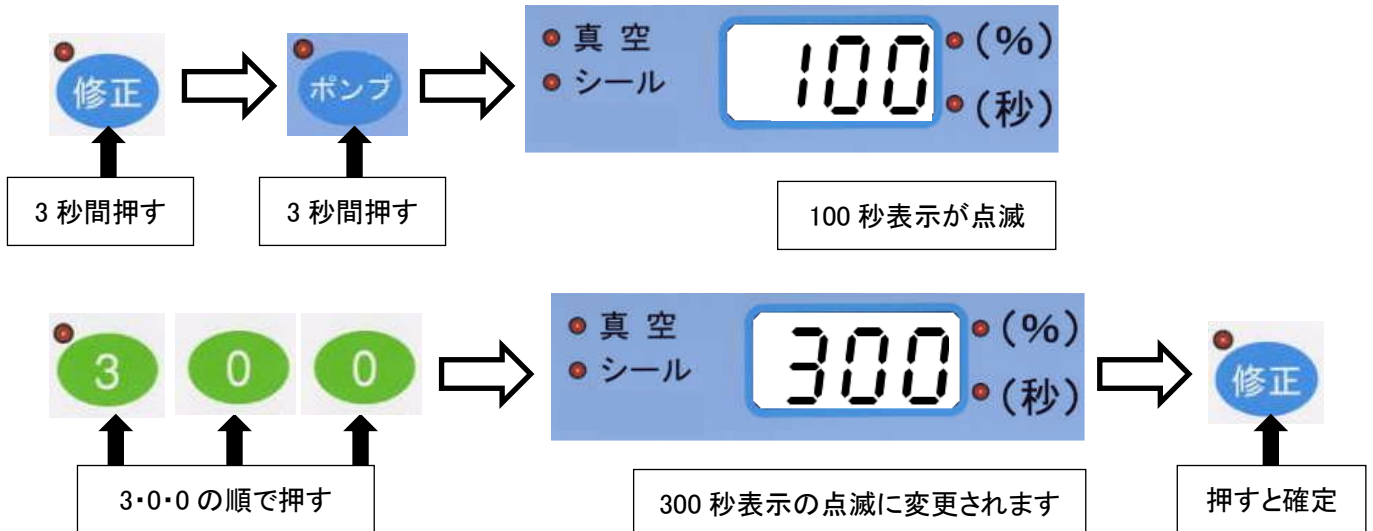 修正
ポンプ
真空
シール
100
(%)
(秒)
3 秒間押す
3 秒間押す
100 秒表示が点滅
3
0
0
真空
シール
300
(%)
(秒)
修正
3・0・0 の順で押す
300 秒表示の点滅に変更されます
押すと確定